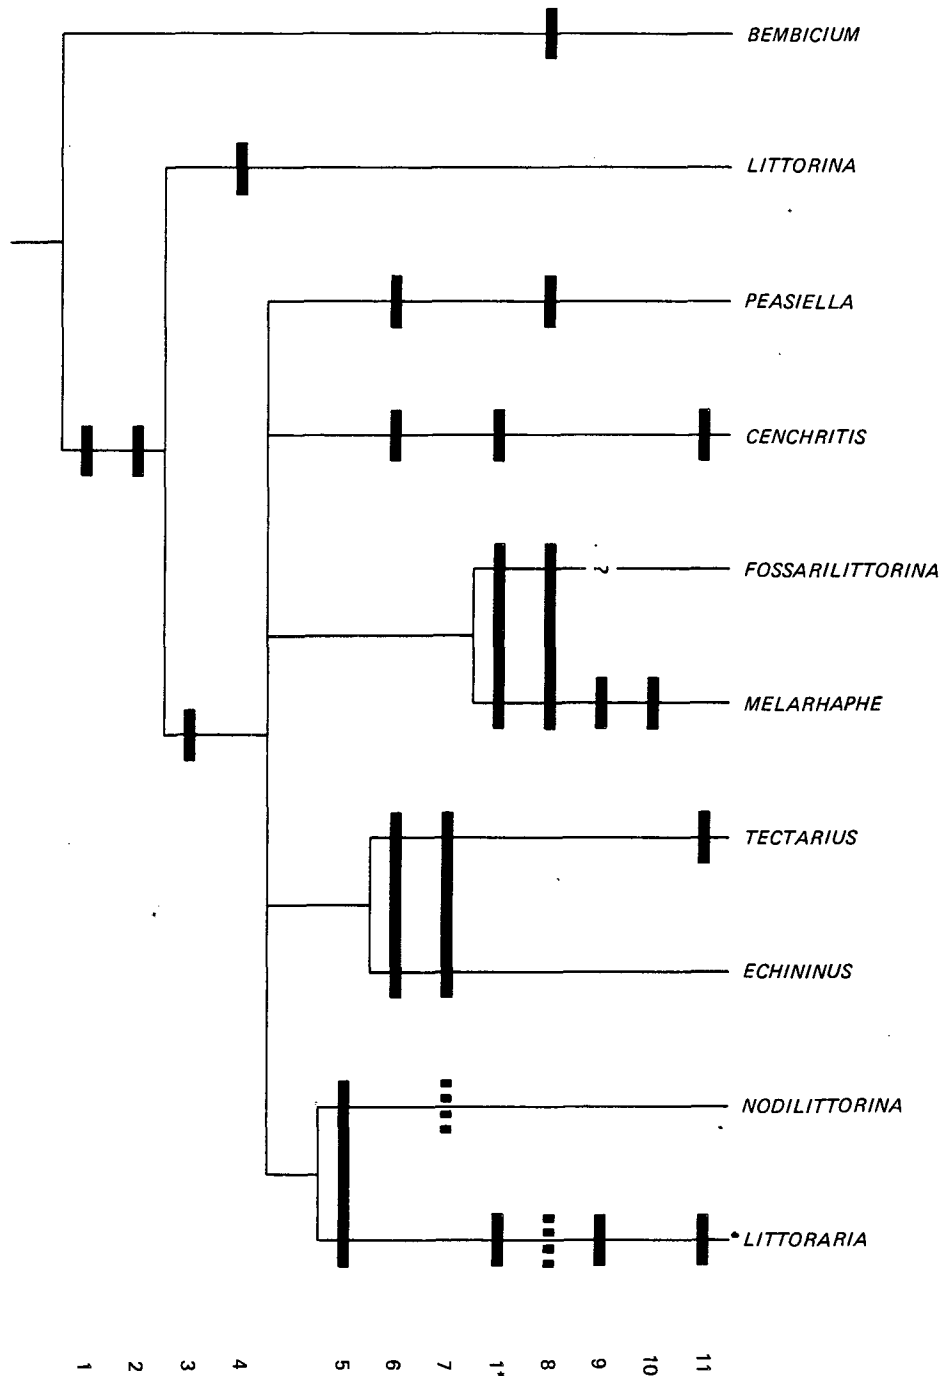 BEMBICIUM
LITTORINA
PEASIELLA
CENCHRITIS
?
FOSSARILITTORINA
MELARHAPHE
TECTARIUS
ECHININUS
NODILITTORINA
LITTORARIA
1 2 3 4 5 6 7 1* 8 9 10 11